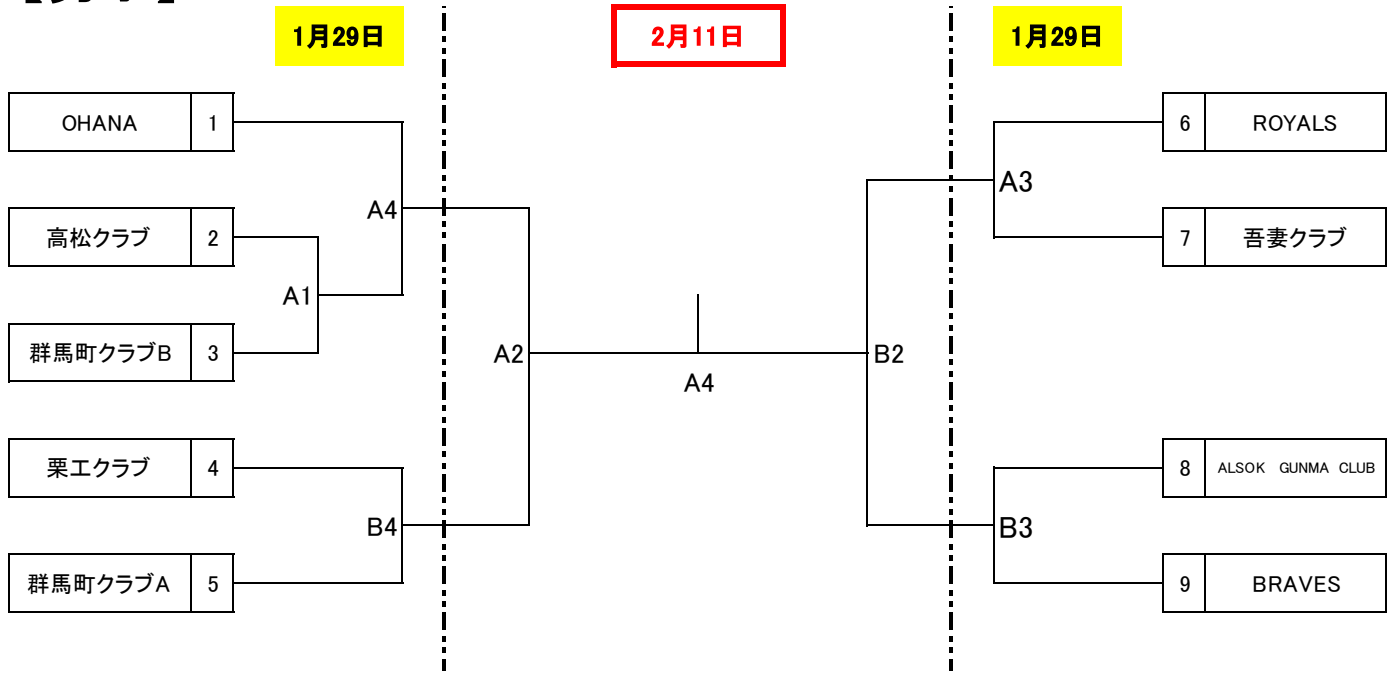 1月29日
2月11日
1月29日
OHANA 1
高松クラブ 2
群馬町クラブB 3
栗エクラブ 4
群馬町クラブA 5
A4
A1
B4
A2
A4
B2
A3
B3
6 ROYALS
7 吾妻クラブ
8 ALSOK GUNMA CLUB
9 BRAVES